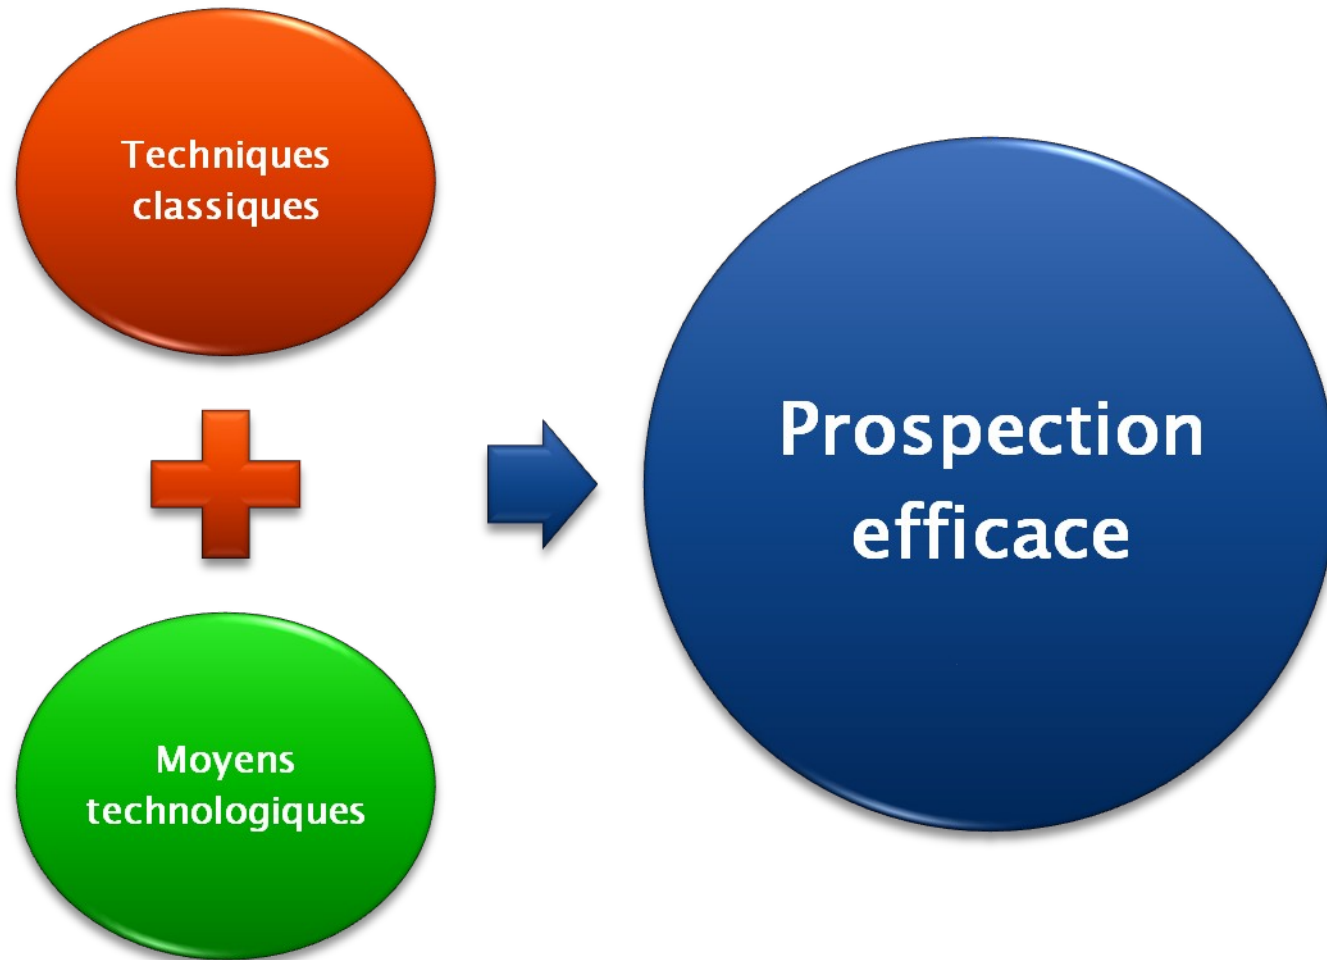 Techniques
classiques
Prospection
efficace
Moyens
technologiques